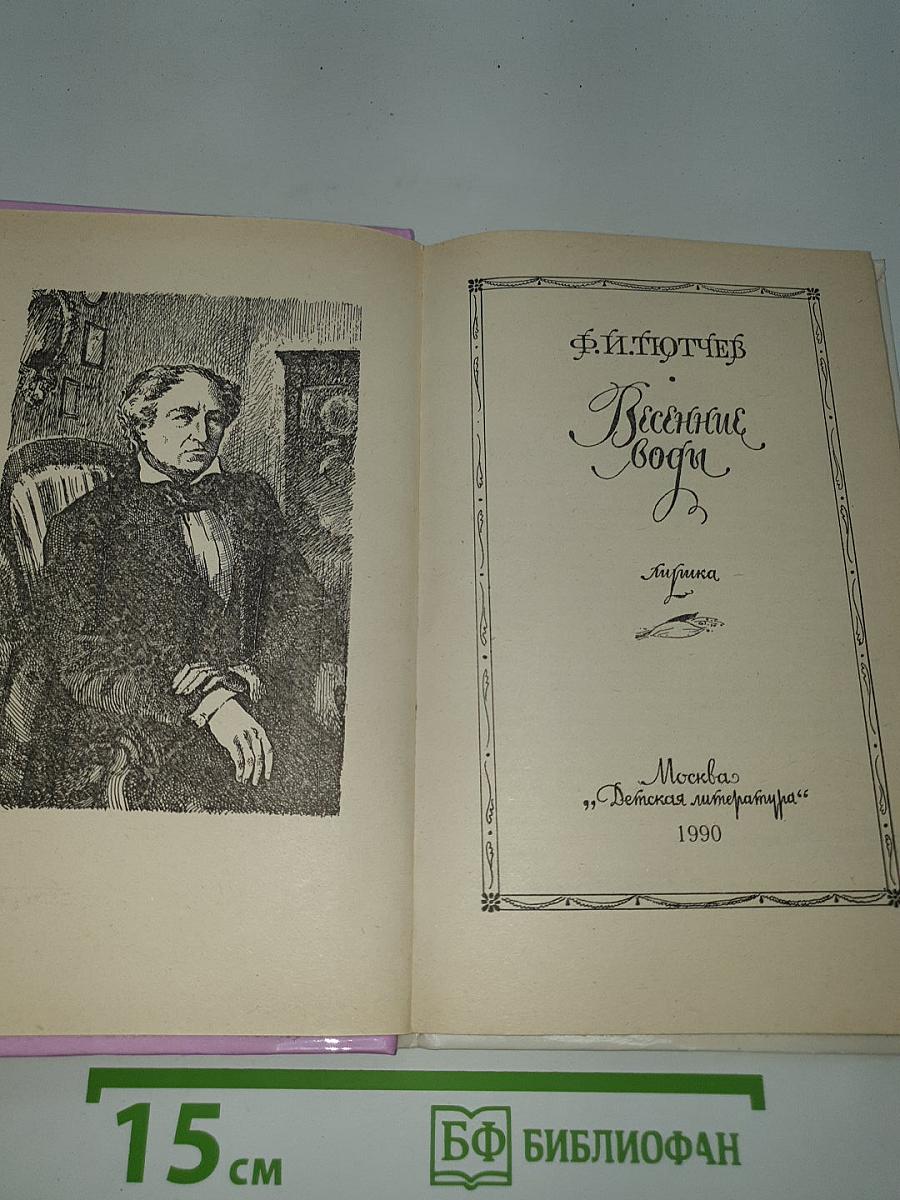 Ф.И.ТЮТЧЕВ
Весенние
воды
лирика
Москва
„Детская литература“
1990
15 см
БФ БИБЛИОФАН